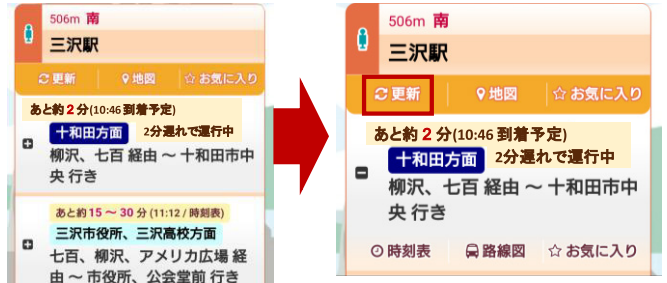 506m 南
三沢駅
更新 地図 お気に入り
あと約 2 分(10:46 到着予定)
十和田方面 2分遅れで運行中
柳沢、七百 経由 ～ 十和田市中
央 行き
あと約 15 ～ 30 分 (11:12 / 時刻表)
三沢市役所、三沢高校方面
七百、柳沢、アメリカ広場 経
由 ～ 市役所、公会堂前 行き
506m 南
三沢駅
更新 地図 お気に入り
あと約 2 分(10:46 到着予定)
十和田方面 2分遅れで運行中
柳沢、七百 経由 ～ 十和田市中
央 行き
時刻表 路線図 お気に入り